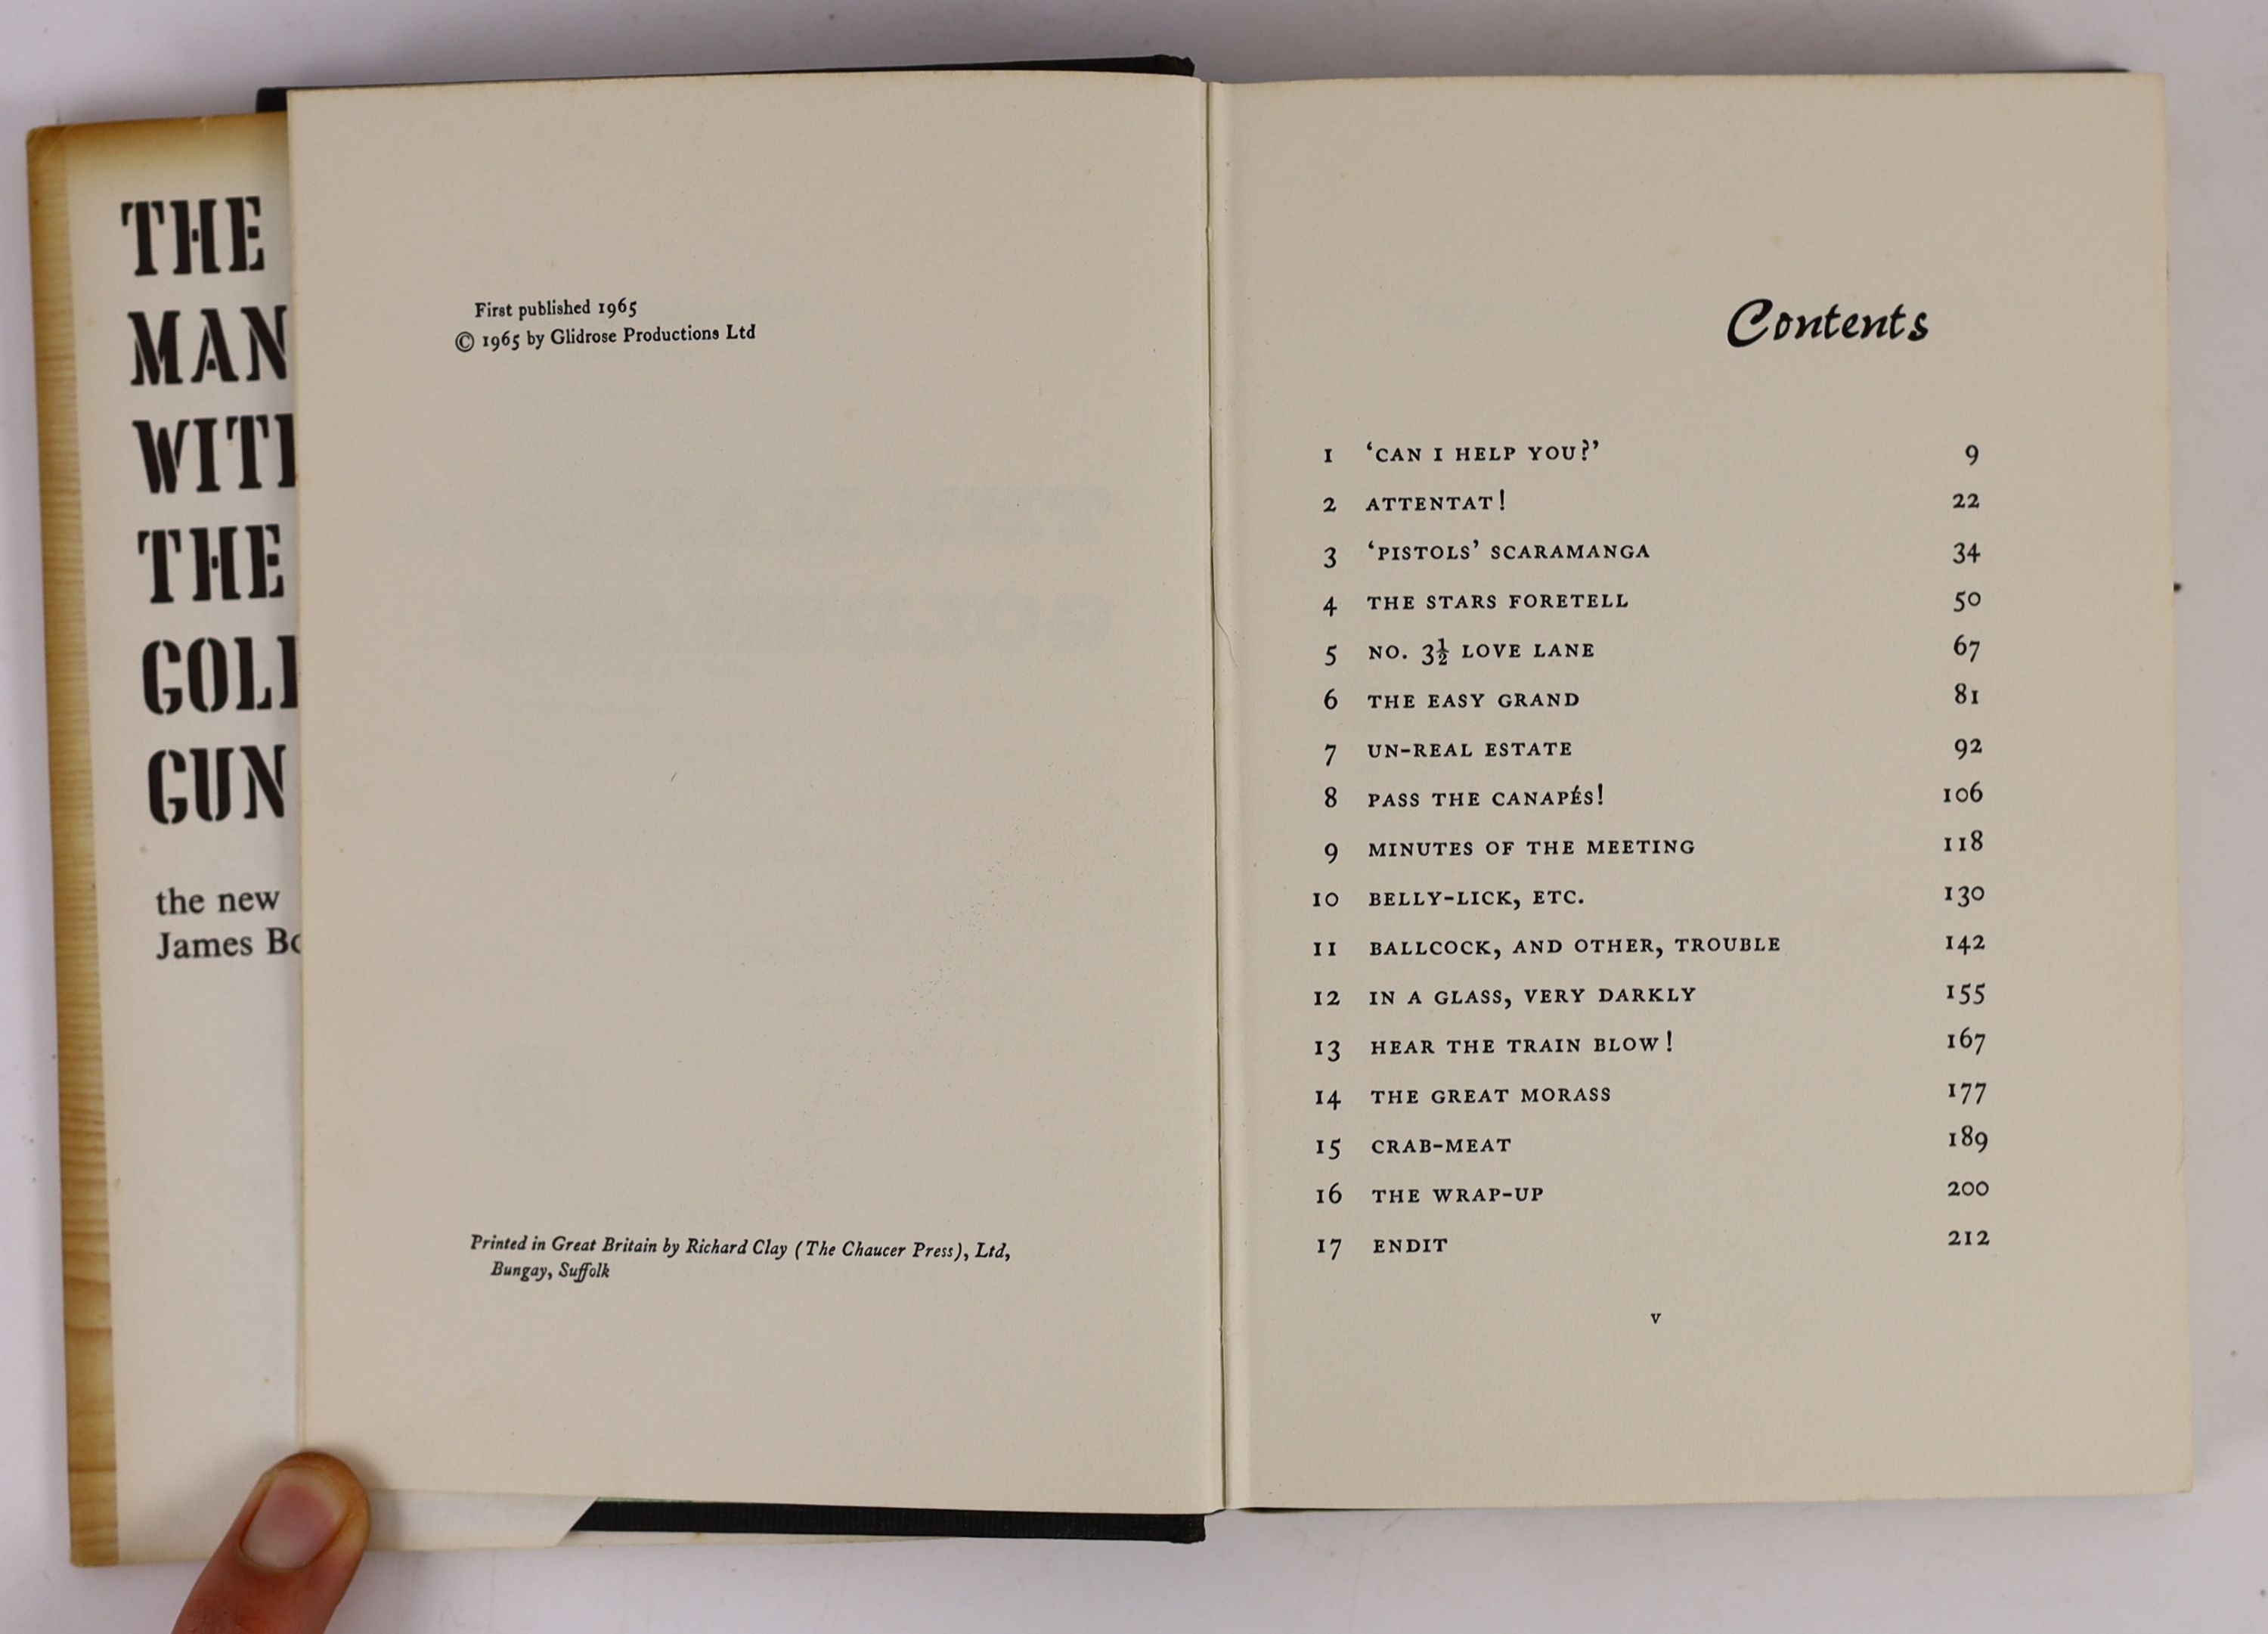 THE
MAN
WITH
THE
GOL
GUN
the new
James Bo
First published 1965
© 1965 by Glidrose Productions Ltd
Printed in Great Britain by Richard Clay (The Chaucer Press), Ltd,
Bungay, Suffolk
Contents
1 ‘CAN I HELP YOU?’ 9
2 ATTENTAT! 22
3 ‘PISTOLS’ SCARAMANGA 34
4 THE STARS FORETELL 50
5 NO. 3½ LOVE LANE 67
6 THE EASY GRAND 81
7 UN-REAL ESTATE 92
8 PASS THE CANAPÉS! 106
9 MINUTES OF THE MEETING 118
10 BELLY-LICK, ETC. 130
11 BALLCOCK, AND OTHER, TROUBLE 142
12 IN A GLASS, VERY DARKLY 155
13 HEAR THE TRAIN BLOW! 167
14 THE GREAT MORASS 177
15 CRAB-MEAT 189
16 THE WRAP-UP 200
17 ENDIT 212
v